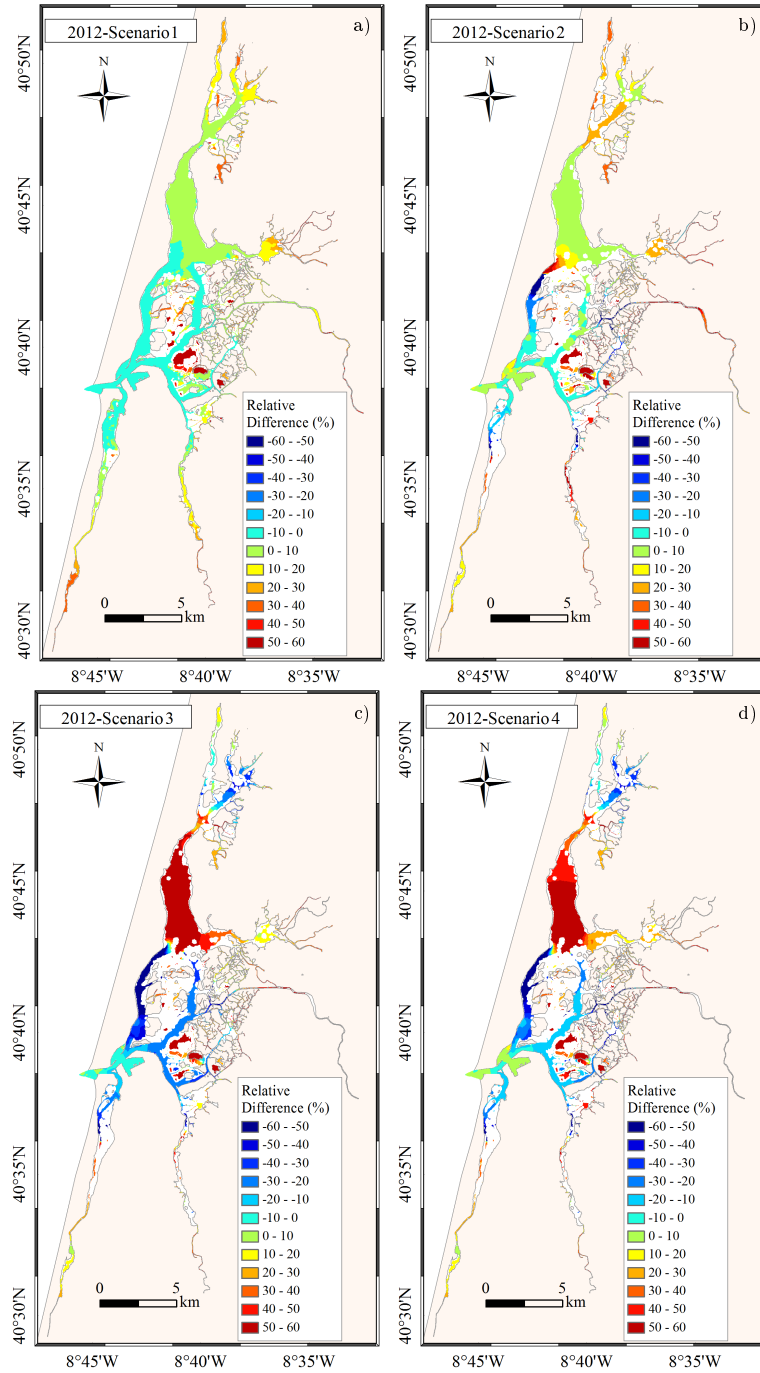 2012-Scenario 1
a)
N
40°50'N
40°45'N
40°40'N
40°35'N
40°30'N
Relative
Difference (%)
-60 - -50
-50 - -40
-40 - -30
-30 - -20
-20 - -10
-10 - 0
0 - 10
10 - 20
20 - 30
30 - 40
40 - 50
50 - 60
0 5
km
8°45'W 8°40'W 8°35'W
2012-Scenario 2
b)
N
40°50'N
40°45'N
40°40'N
40°35'N
40°30'N
Relative
Difference (%)
-60 - -50
-50 - -40
-40 - -30
-30 - -20
-20 - -10
-10 - 0
0 - 10
10 - 20
20 - 30
30 - 40
40 - 50
50 - 60
0 5
km
8°45'W 8°40'W 8°35'W
2012-Scenario 3
c)
N
40°50'N
40°45'N
40°40'N
40°35'N
40°30'N
Relative
Difference (%)
-60 - -50
-50 - -40
-40 - -30
-30 - -20
-20 - -10
-10 - 0
0 - 10
10 - 20
20 - 30
30 - 40
40 - 50
50 - 60
0 5
km
8°45'W 8°40'W 8°35'W
2012-Scenario 4
d)
N
40°50'N
40°45'N
40°40'N
40°35'N
40°30'N
Relative
Difference (%)
-60 - -50
-50 - -40
-40 - -30
-30 - -20
-20 - -10
-10 - 0
0 - 10
10 - 20
20 - 30
30 - 40
40 - 50
50 - 60
0 5
km
8°45'W 8°40'W 8°35'W